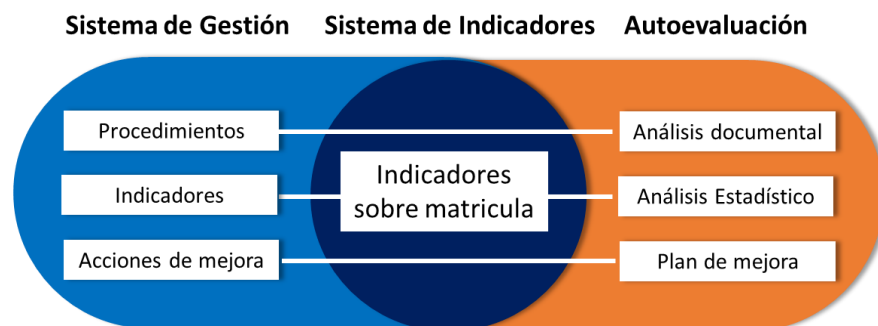 Sistema de Gestión
Sistema de Indicadores
Autoevaluación
Procedimientos
Análisis documental
Indicadores
Indicadores
sobre matricula
Análisis Estadístico
Acciones de mejora
Plan de mejora